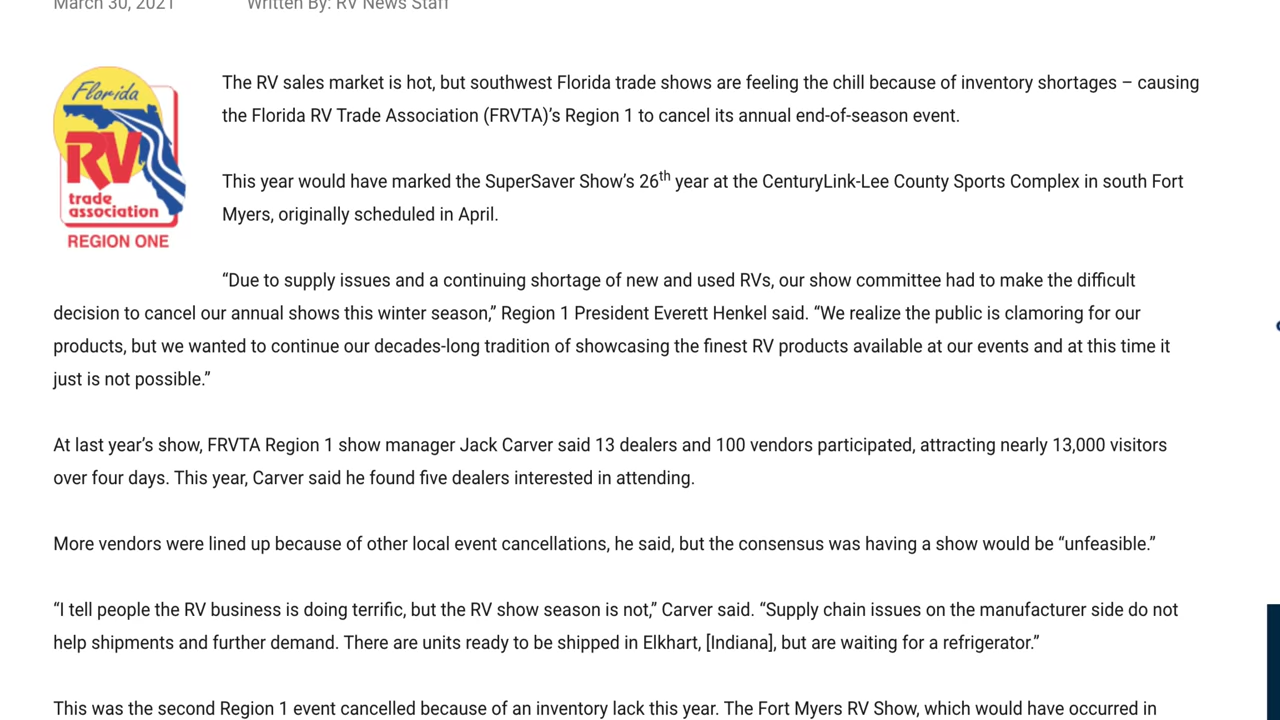 March 30, 2021 Written By: RV News Staff
Florida
RV
trade
association
REGION ONE
The RV sales market is hot, but southwest Florida trade shows are feeling the chill because of inventory shortages – causing
the Florida RV Trade Association (FRVTA)’s Region 1 to cancel its annual end-of-season event.
This year would have marked the SuperSaver Show’s 26th year at the CenturyLink-Lee County Sports Complex in south Fort
Myers, originally scheduled in April.
“Due to supply issues and a continuing shortage of new and used RVs, our show committee had to make the difficult
decision to cancel our annual shows this winter season,” Region 1 President Everett Henkel said. “We realize the public is clamoring for our
products, but we wanted to continue our decades-long tradition of showcasing the finest RV products available at our events and at this time it
just is not possible.”
At last year’s show, FRVTA Region 1 show manager Jack Carver said 13 dealers and 100 vendors participated, attracting nearly 13,000 visitors
over four days. This year, Carver said he found five dealers interested in attending.
More vendors were lined up because of other local event cancellations, he said, but the consensus was having a show would be “unfeasible.”
“I tell people the RV business is doing terrific, but the RV show season is not,” Carver said. “Supply chain issues on the manufacturer side do not
help shipments and further demand. There are units ready to be shipped in Elkhart, [Indiana], but are waiting for a refrigerator.”
This was the second Region 1 event cancelled because of an inventory lack this year. The Fort Myers RV Show, which would have occurred in